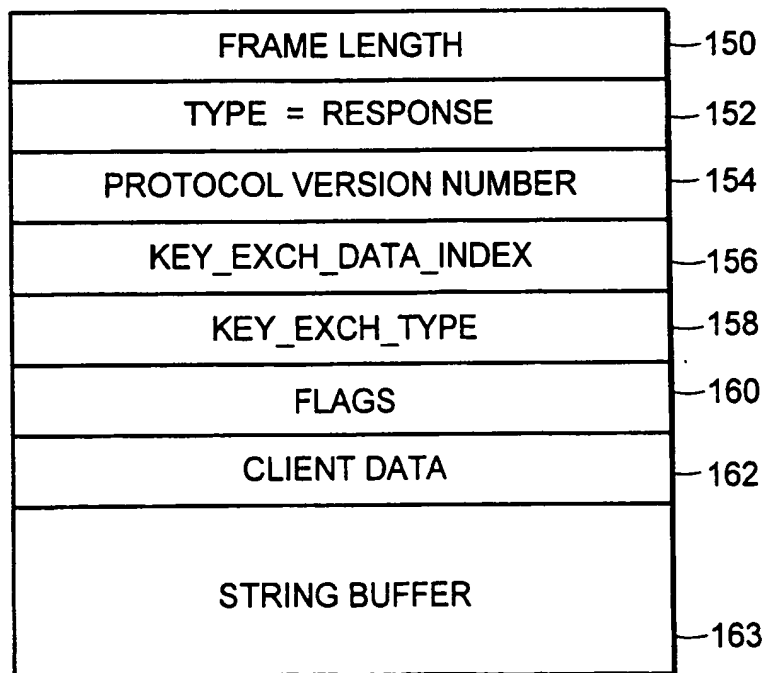 FRAME LENGTH 150
TYPE = RESPONSE 152
PROTOCOL VERSION NUMBER 154
KEY_EXCH_DATA_INDEX 156
KEY_EXCH_TYPE 158
FLAGS 160
CLIENT DATA 162
STRING BUFFER
163